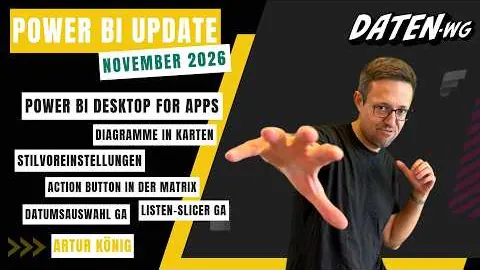 POWER BI UPDATE
DATEN-WG
NOVEMBER 2026
POWER BI DESKTOP FOR APPS
DIAGRAMME IN KARTEN
STILVOREINSTELLUNGEN
ACTION BUTTON IN DER MATRIX
DATUMSAUSWAHL GA
LISTEN-SLICER GA
>>> ARTUR KÖNIG